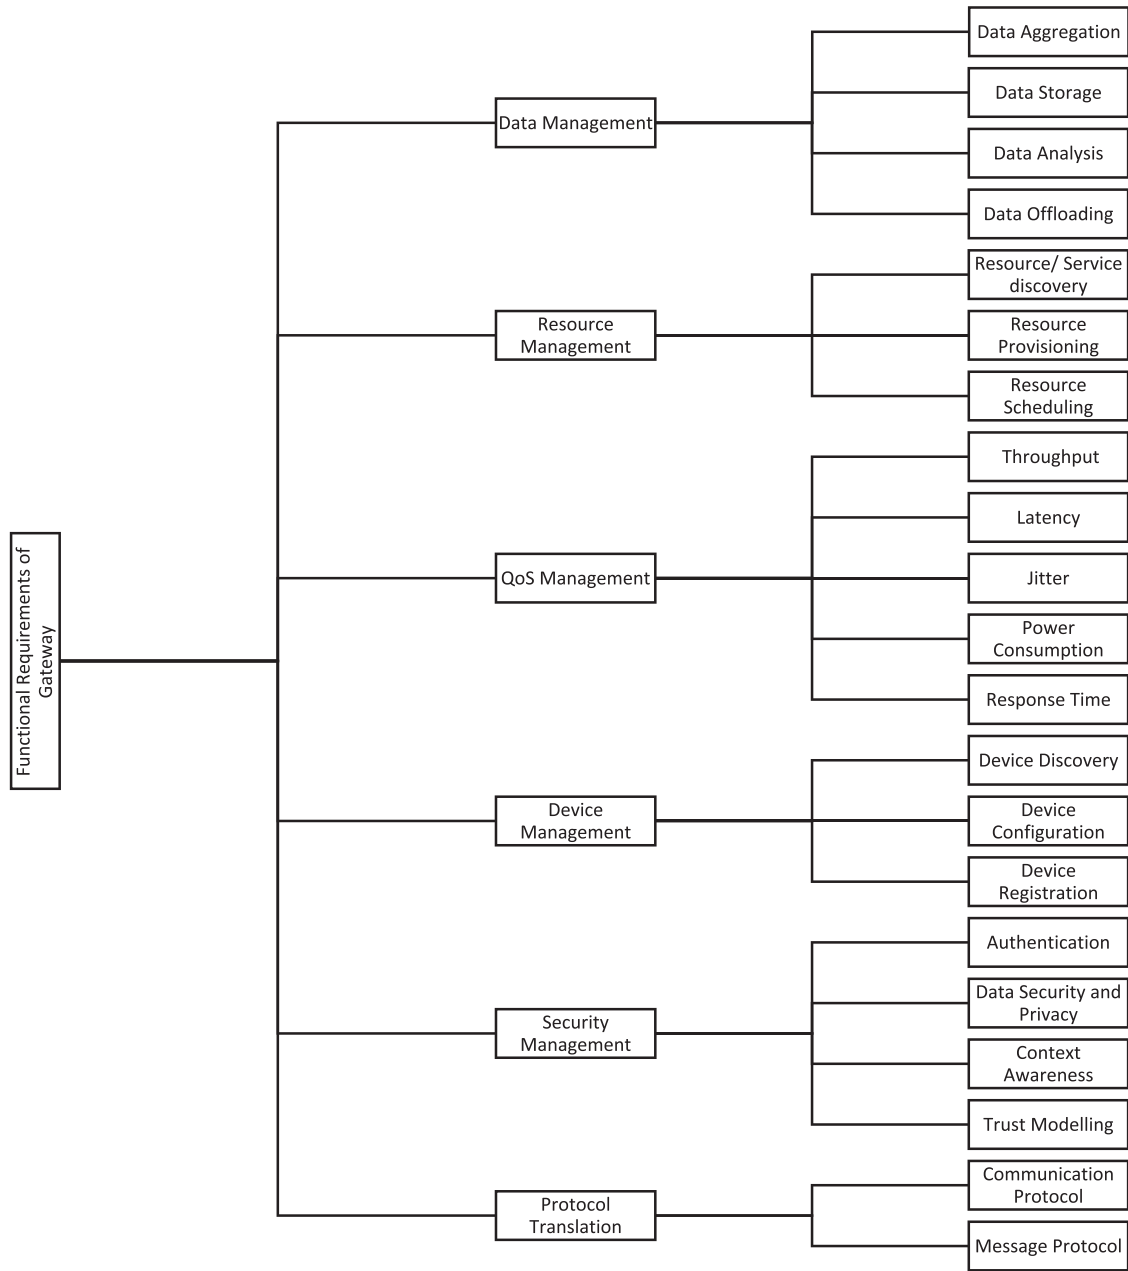 Functional Requirements of
Gateway
Data Management
Data Aggregation
Data Storage
Data Analysis
Data Offloading
Resource
Management
Resource/ Service
discovery
Resource
Provisioning
Resource
Scheduling
QoS Management
Throughput
Latency
Jitter
Power
Consumption
Response Time
Device
Management
Device Discovery
Device
Configuration
Device
Registration
Security
Management
Authentication
Data Security and
Privacy
Context
Awareness
Trust Modelling
Protocol
Translation
Communication
Protocol
Message Protocol